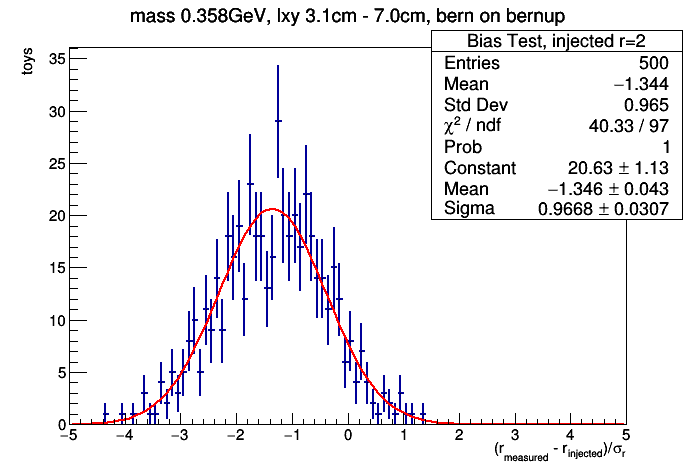 mass 0.358GeV, lxy 3.1cm - 7.0cm, bern on bernup
Bias Test, injected r=2
Entries 500
Mean −1.344
Std Dev 0.965
χ² / ndf 40.33 / 97
Prob 1
Constant 20.63 ± 1.13
Mean −1.346 ± 0.043
Sigma 0.9668 ± 0.0307
toys
35
30
25
20
15
10
5
0
−5 −4 −3 −2 −1 0 1 2 3 4 5
(r_measured - r_injected)/σ_r